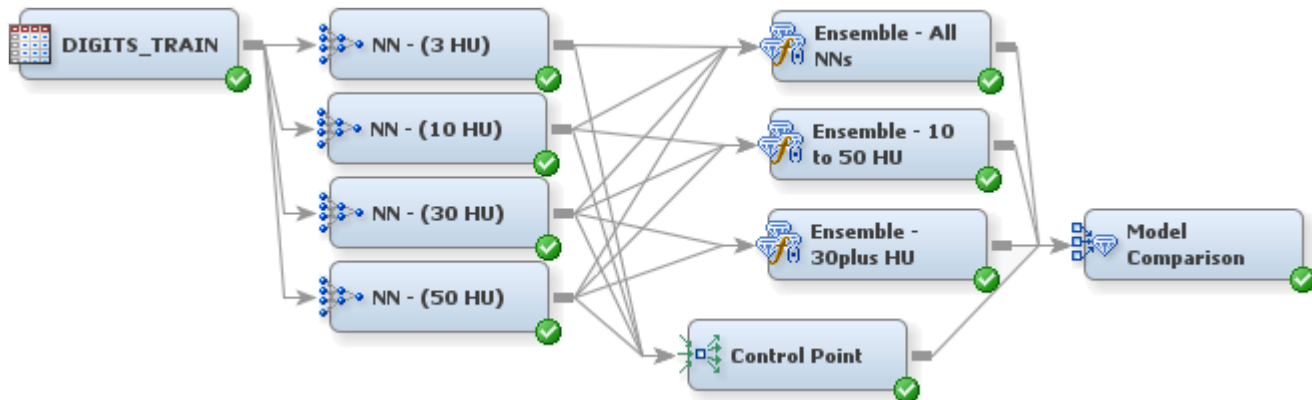 DIGITS_TRAIN
NN - (3 HU)
NN - (10 HU)
NN - (30 HU)
NN - (50 HU)
Ensemble - All
NNs
Ensemble - 10
to 50 HU
Ensemble -
30plus HU
Control Point
Model
Comparison